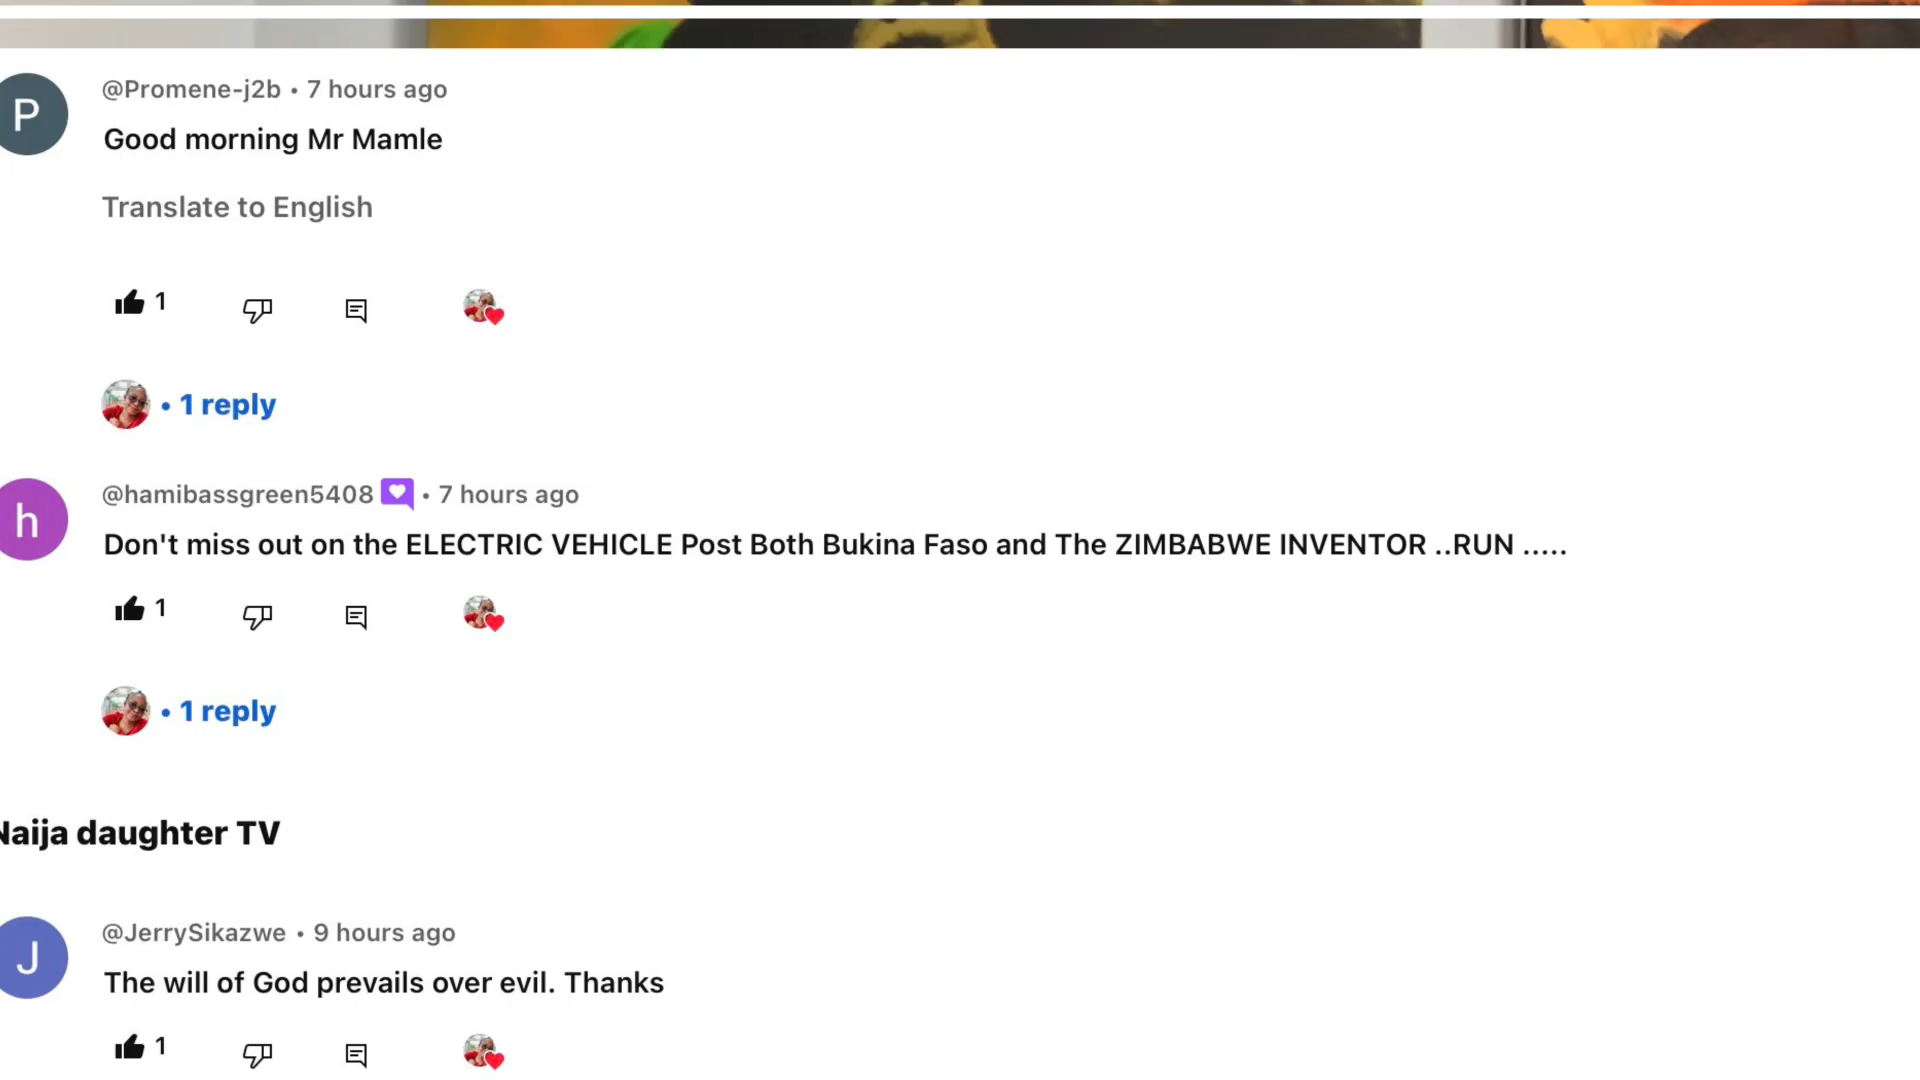 P
@Promene-j2b • 7 hours ago
Good morning Mr Mamle
Translate to English
1
• 1 reply
h
@hamibassgreen5408 • 7 hours ago
Don't miss out on the ELECTRIC VEHICLE Post Both Bukina Faso and The ZIMBABWE INVENTOR ..RUN .....
1
• 1 reply
Naija daughter TV
J
@JerrySikazwe • 9 hours ago
The will of God prevails over evil. Thanks
1